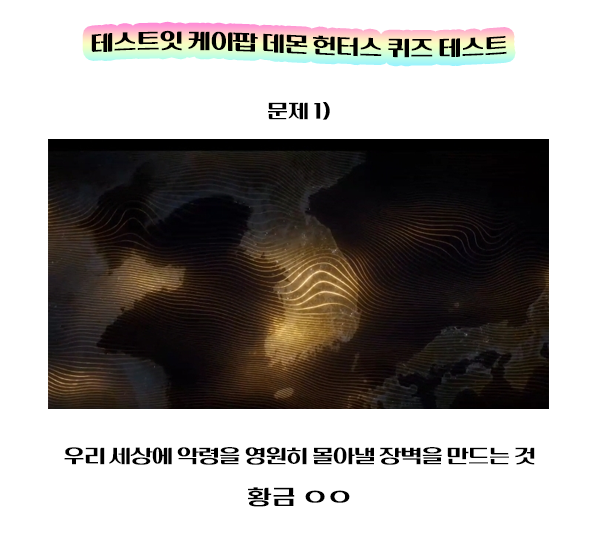 테스트잇 케이팝 데몬 헌터스 퀴즈 테스트
문제 1)
우리 세상에 악령을 영원히 몰아낼 장벽을 만드는 것
황금 ㅇㅇ